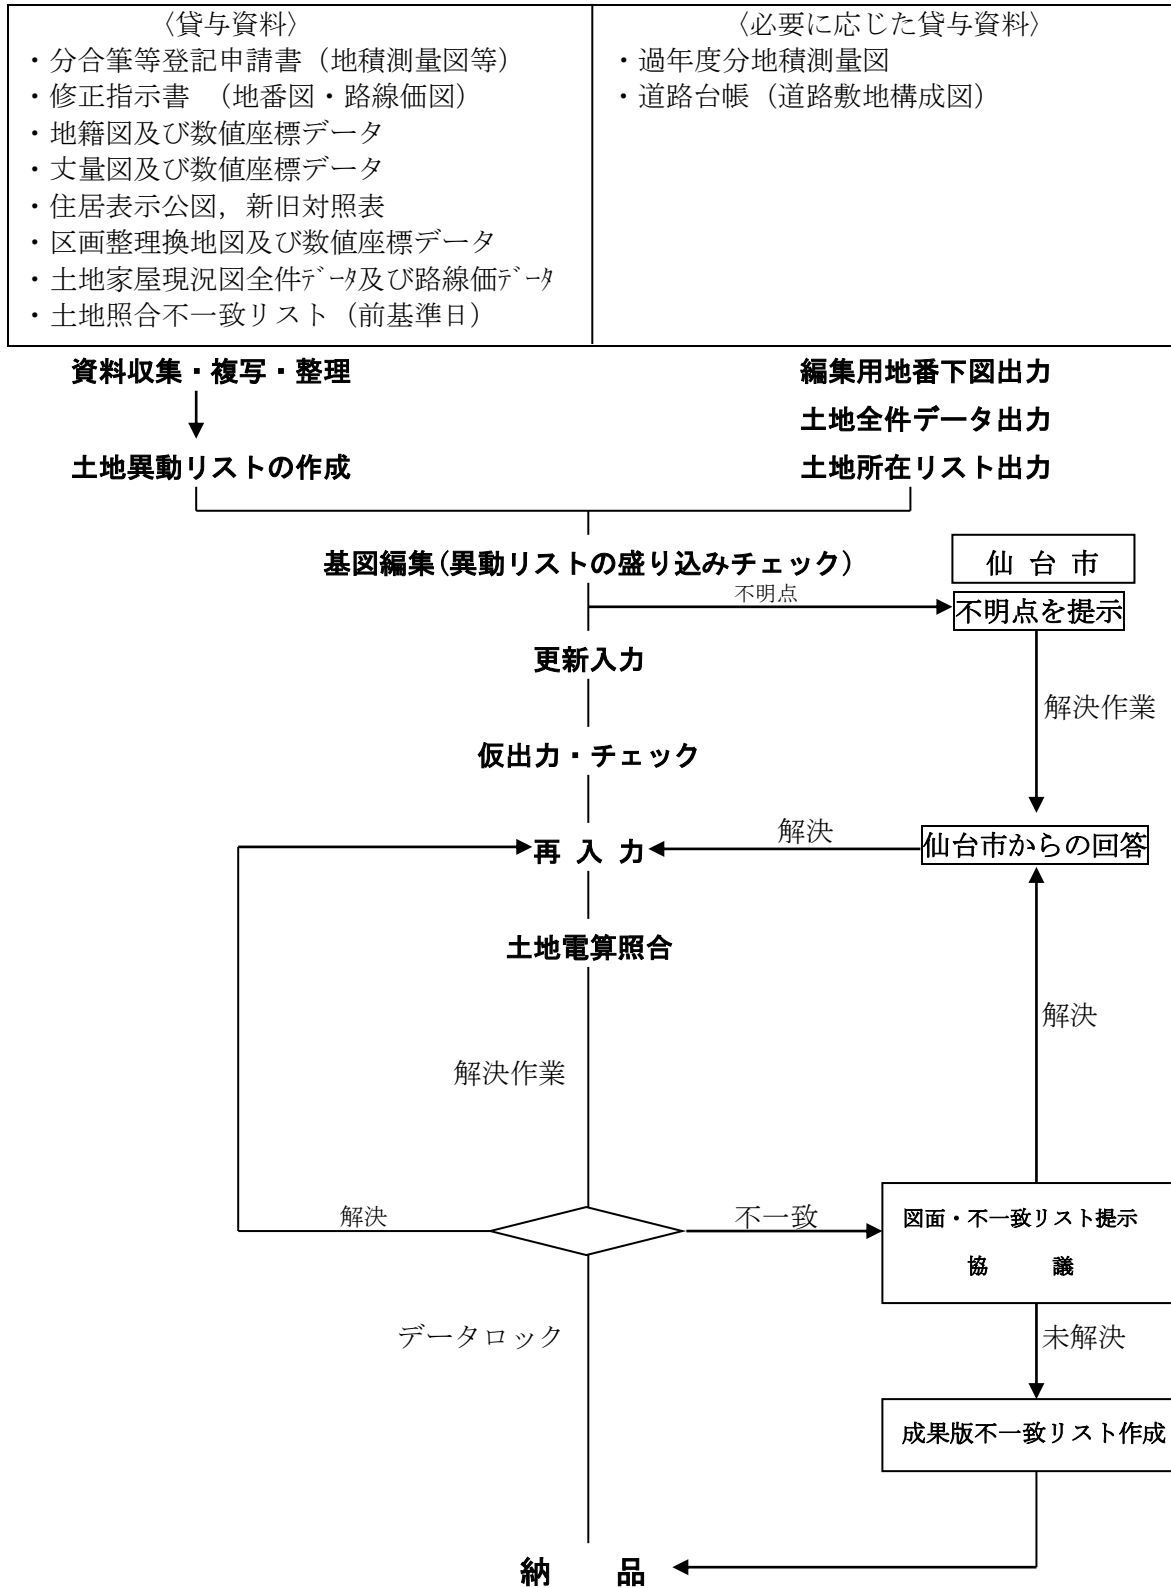 〈貸与資料〉
・分合筆等登記申請書（地積測量図等）
・修正指示書　（地番図・路線価図）
・地籍図及び数値座標データ
・丈量図及び数値座標データ
・住居表示公図，新旧対照表
・区画整理換地図及び数値座標データ
・土地家屋現況図全件ﾃﾞｰﾀ及び路線価ﾃﾞｰﾀ
・土地照合不一致リスト（前基準日）
〈必要に応じた貸与資料〉
・過年度分地積測量図
・道路台帳（道路敷地構成図）
資料収集・複写・整理
土地異動リストの作成
編集用地番下図出力
土地全件データ出力
土地所在リスト出力
基図編集(異動リストの盛り込みチェック)
仙 台 市
不明点
不明点を提示
更新入力
解決作業
仮出力・チェック
再 入 力
解決
仙台市からの回答
土地電算照合
解決
解決作業
解決
不一致
図面・不一致リスト提示
協　　　議
データロック
未解決
成果版不一致リスト作成
納　　品